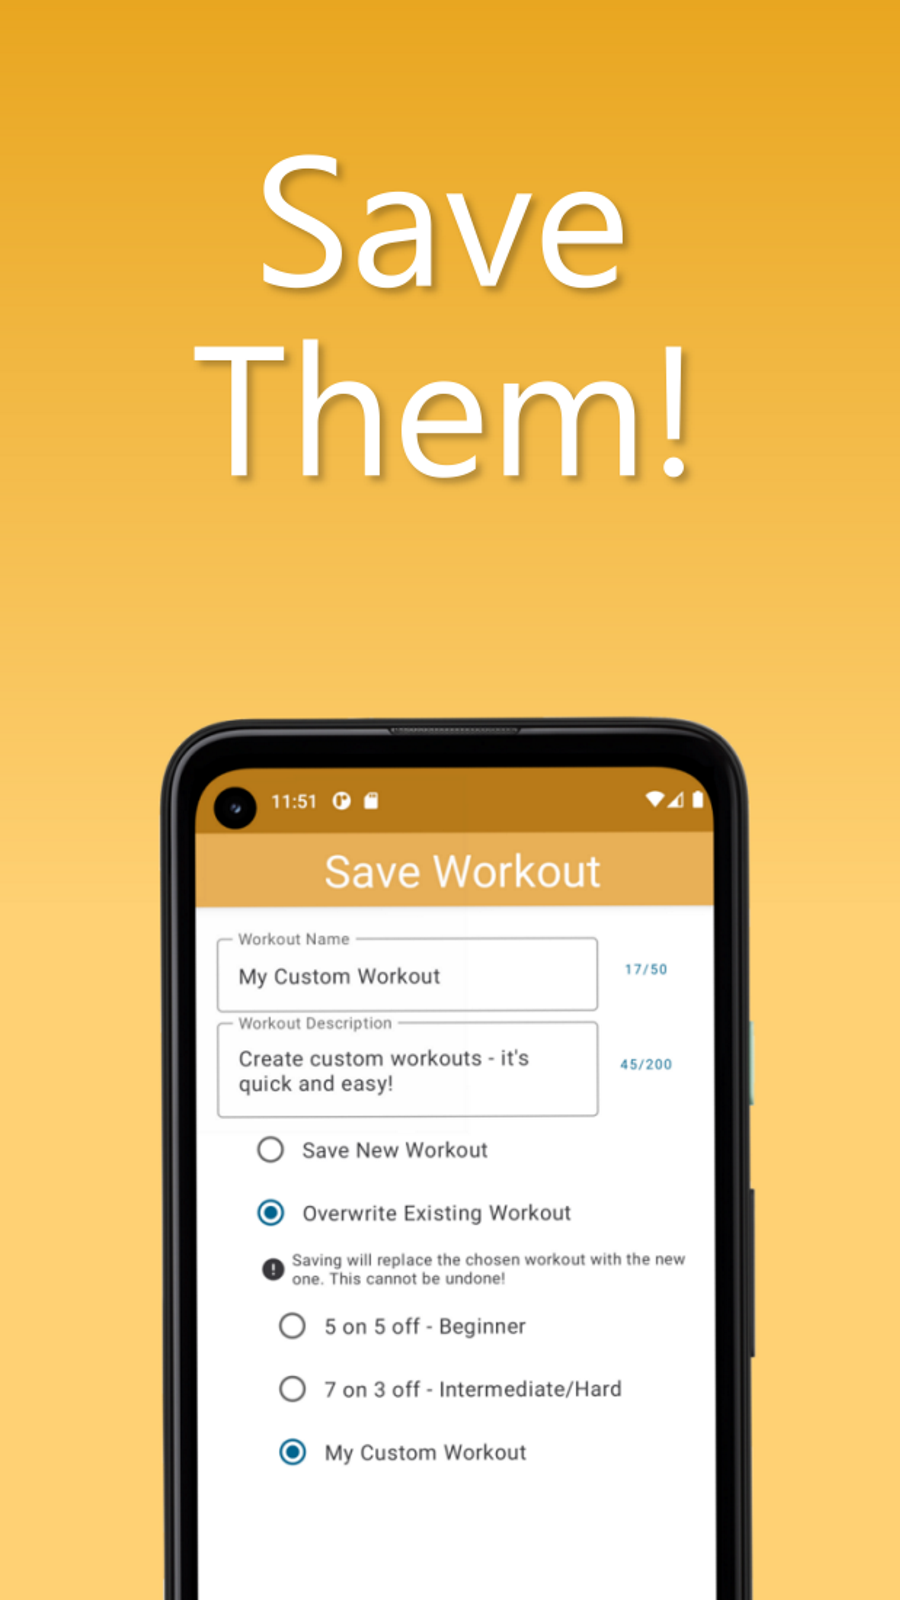 Save
Them!
11:51
Save Workout
Workout Name
My Custom Workout
17/50
Workout Description
Create custom workouts - it's
quick and easy!
45/200
Save New Workout
Overwrite Existing Workout
Saving will replace the chosen workout with the new
one. This cannot be undone!
5 on 5 off - Beginner
7 on 3 off - Intermediate/Hard
My Custom Workout